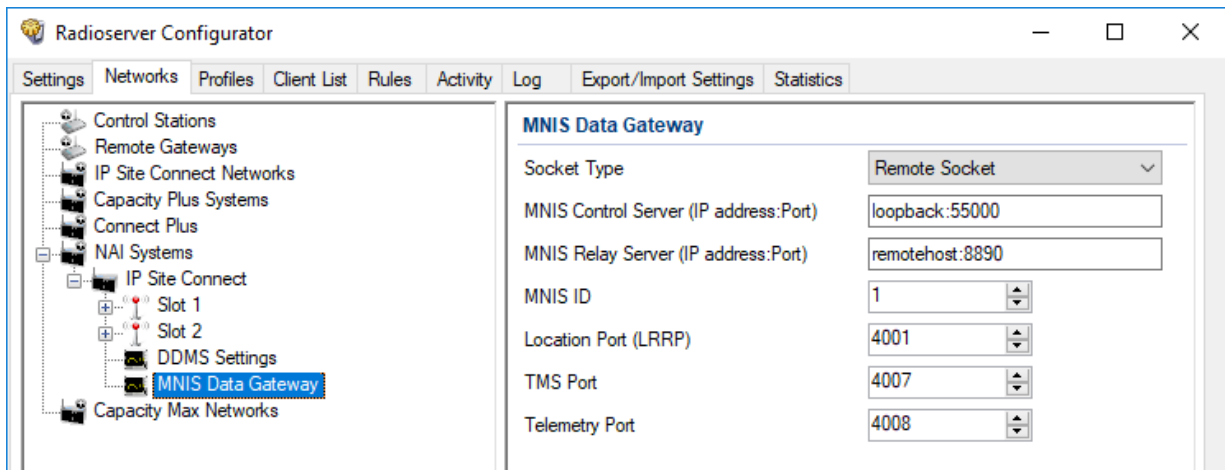 Radioserver Configurator
Settings Networks Profiles Client List Rules Activity Log Export/Import Settings Statistics
Control Stations
Remote Gateways
IP Site Connect Networks
Capacity Plus Systems
Connect Plus
NAI Systems
IP Site Connect
Slot 1
Slot 2
DDMS Settings
MNIS Data Gateway
Capacity Max Networks
MNIS Data Gateway
Socket Type Remote Socket
MNIS Control Server (IP address:Port) loopback:55000
MNIS Relay Server (IP address:Port) remotehost:8890
MNIS ID 1
Location Port (LRRP) 4001
TMS Port 4007
Telemetry Port 4008